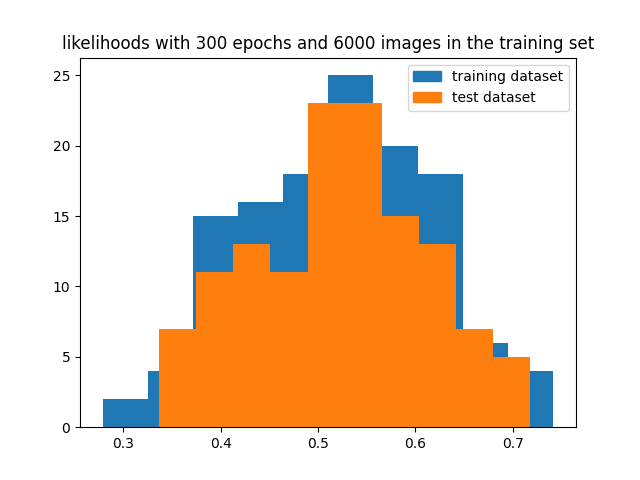 likelihoods with 300 epochs and 6000 images in the training set
training dataset
test dataset
25
20
15
10
5
0
0.3 0.4 0.5 0.6 0.7